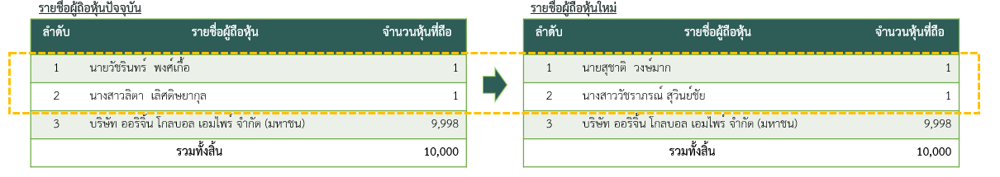 รายชื่อผู้ถือหุ้นปัจจุบัน
ลำดับ รายชื่อผู้ถือหุ้น จำนวนหุ้นที่ถือ
1 นายวัชรินทร์ พงศ์เกื้อ 1
2 นางสาวลิตา เลิศดิษยากุล 1
3 บริษัท ออริจิ้น โกลบอล เอมไพร์ จำกัด (มหาชน) 9,998
รวมทั้งสิ้น 10,000
รายชื่อผู้ถือหุ้นใหม่
ลำดับ รายชื่อผู้ถือหุ้น จำนวนหุ้นที่ถือ
1 นายสุชาติ วงษ์มาก 1
2 นางสาววัชราภรณ์ สุวินย์ชัย 1
3 บริษัท ออริจิ้น โกลบอล เอมไพร์ จำกัด (มหาชน) 9,998
รวมทั้งสิ้น 10,000